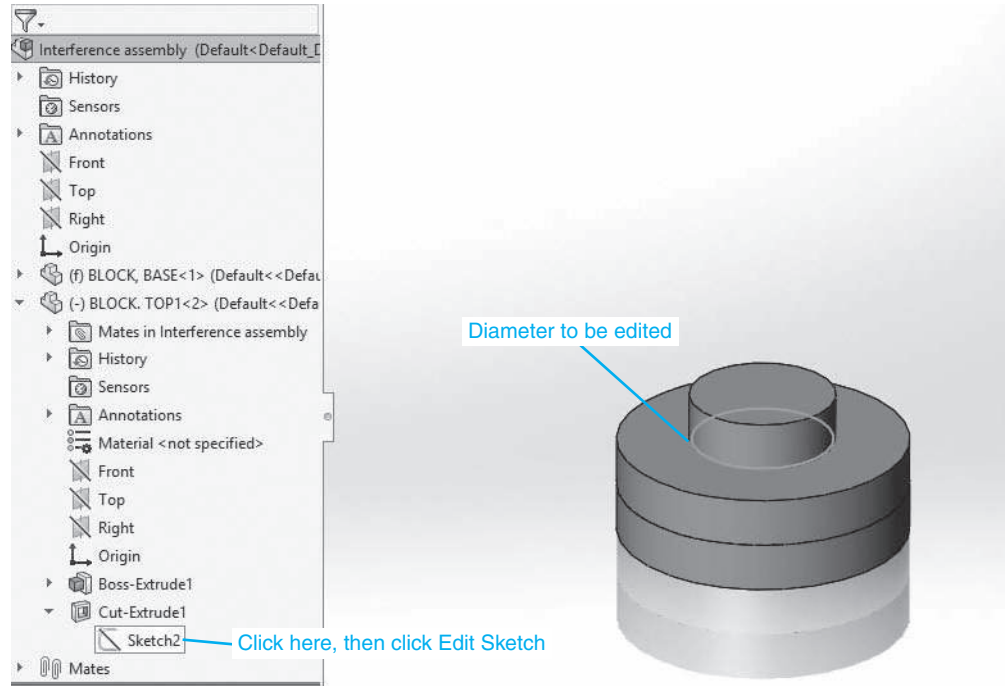 Interference assembly (Default<Default_D
History
Sensors
A Annotations
Front
Top
Right
Origin
(f) BLOCK, BASE<1> (Default<<Defau
(-) BLOCK. TOP1<2> (Default<<Defa
Mates in Interference assembly
History
Sensors
A Annotations
Material <not specified>
Front
Top
Right
Origin
Boss-Extrude1
Cut-Extrude1
Sketch2
Mates
Diameter to be edited
Click here, then click Edit Sketch